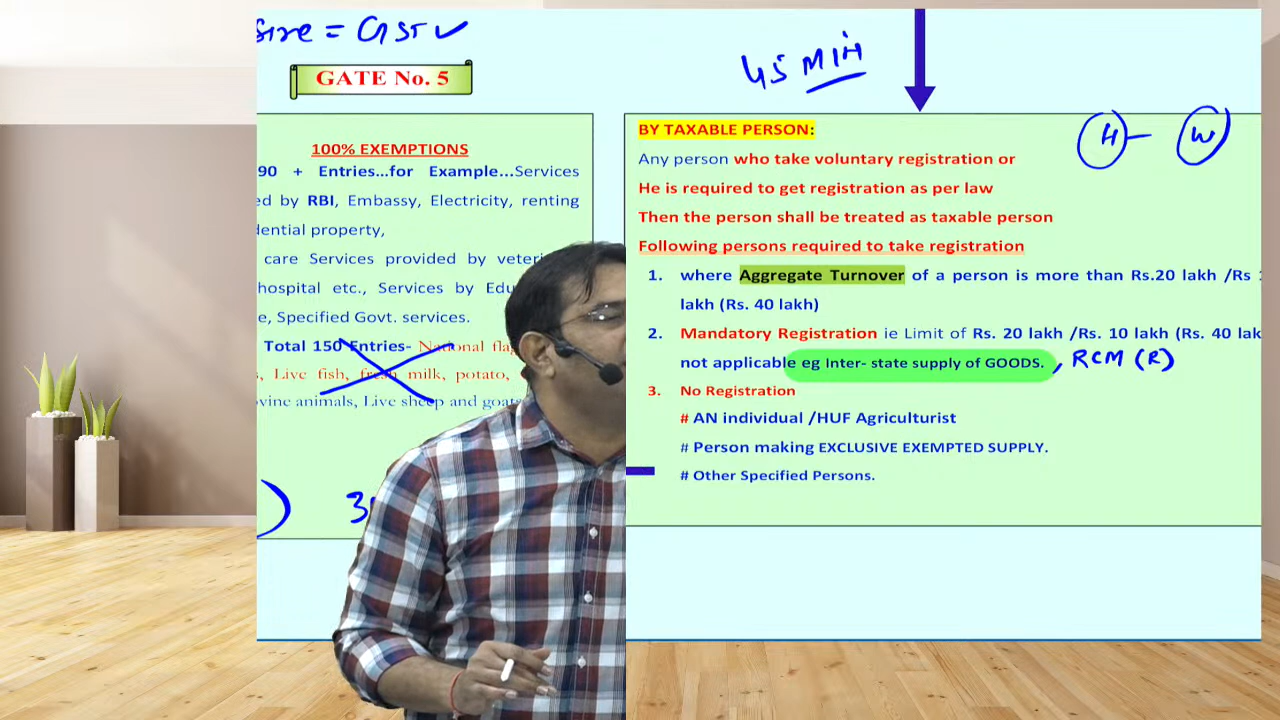 = GST ✓
GATE No. 5
100% EXEMPTIONS
90 + Entries...for Example...Services
ed by RBI, Embassy, Electricity, renting
dential property,
care Services provided by veteri
hospital etc., Services by Edu
e, Specified Govt. services.
Total 150 Entries- National flag
s, Live fish, fresh milk, potato,
ovine animals, Live sheep and goats
45 MIN
H - W
BY TAXABLE PERSON:
Any person who take voluntary registration or
He is required to get registration as per law
Then the person shall be treated as taxable person
Following persons required to take registration
1. where Aggregate Turnover of a person is more than Rs.20 lakh /Rs 1
lakh (Rs. 40 lakh)
2. Mandatory Registration ie Limit of Rs. 20 lakh /Rs. 10 lakh (Rs. 40 lak
not applicable eg Inter- state supply of GOODS. , RCM (R)
3. No Registration
# AN individual /HUF Agriculturist
# Person making EXCLUSIVE EXEMPTED SUPPLY.
# Other Specified Persons.